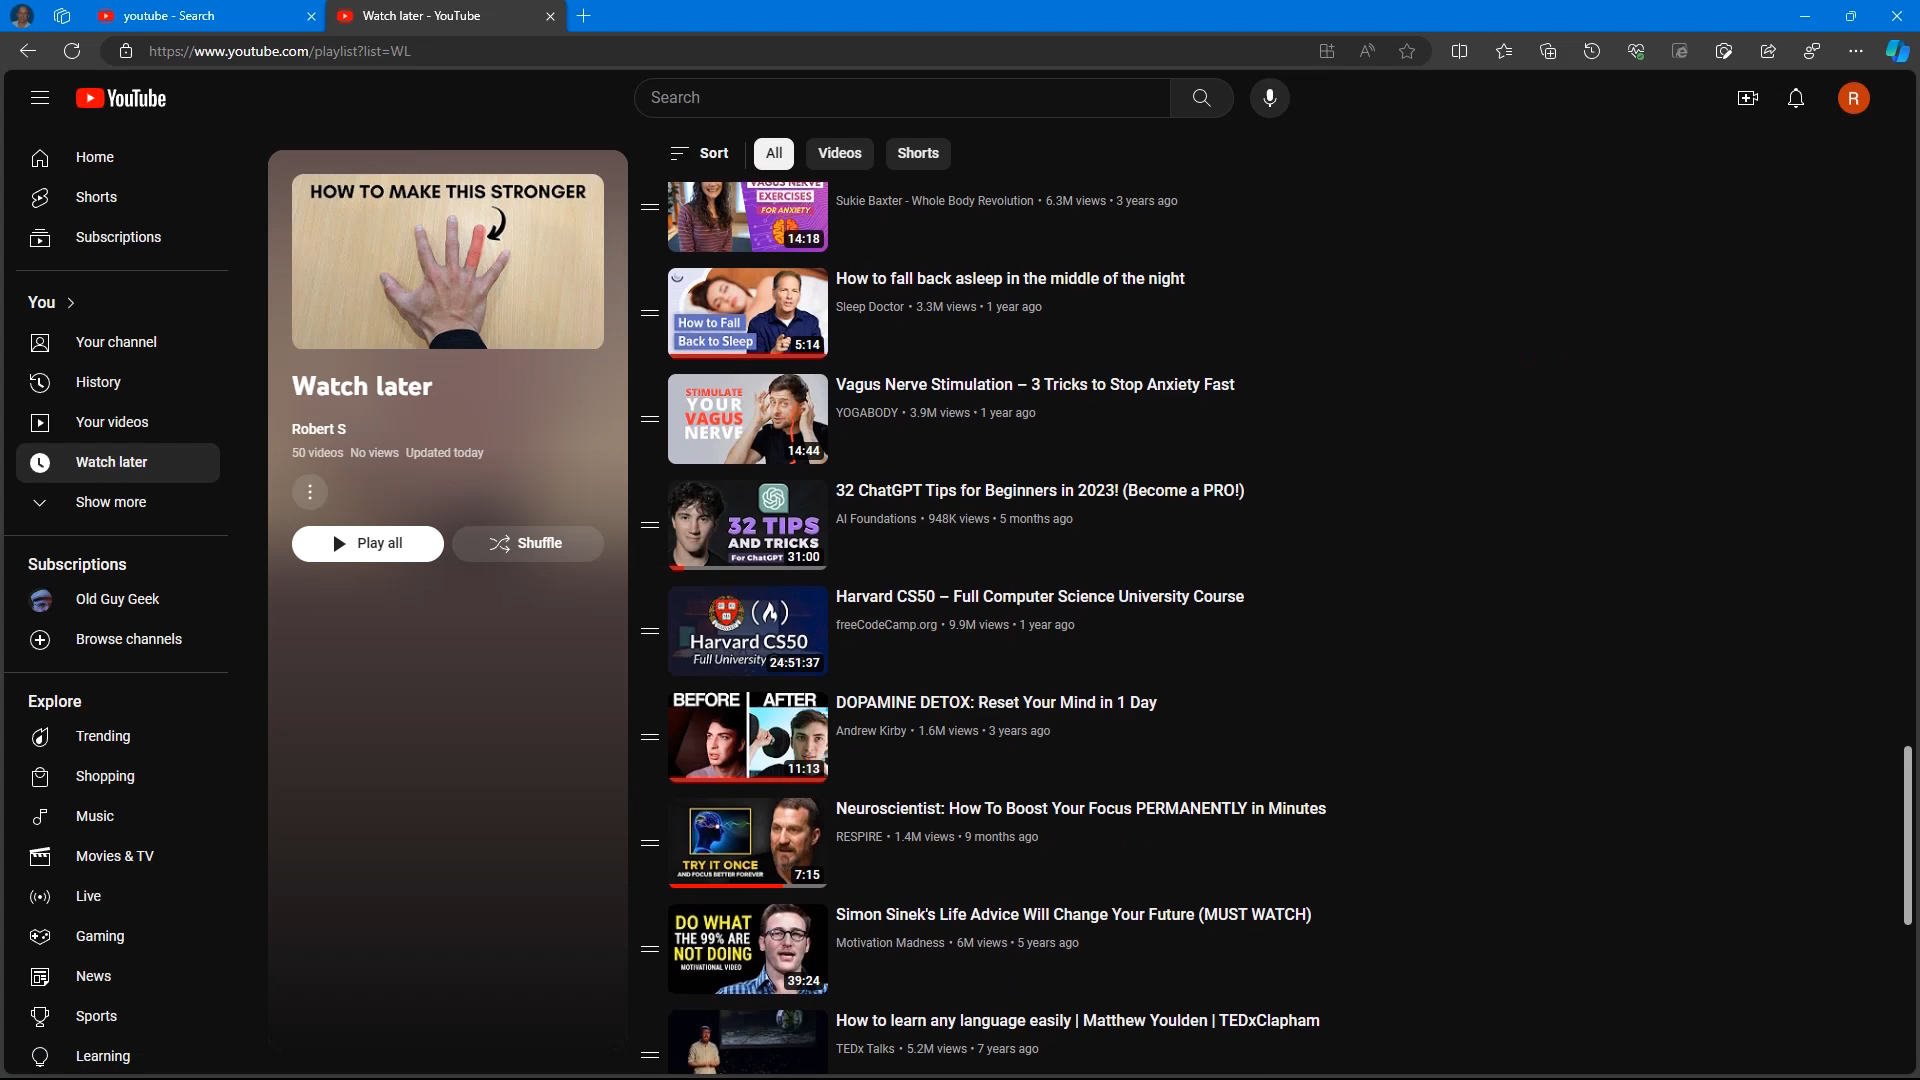 youtube - Search
Watch later - YouTube
https://www.youtube.com/playlist?list=WL
YouTube
Search
R
Home
Shorts
Subscriptions
You
Your channel
History
Your videos
Watch later
Show more
Subscriptions
Old Guy Geek
Browse channels
Explore
Trending
Shopping
Music
Movies & TV
Live
Gaming
News
Sports
Learning
HOW TO MAKE THIS STRONGER
Watch later
Robert S
50 videos No views Updated today
Play all
Shuffle
Sort
All
Videos
Shorts
VAGUS NERVE
EXERCISES
FOR ANXIETY
14:18
Sukie Baxter - Whole Body Revolution • 6.3M views • 3 years ago
How to Fall
Back to Sleep
5:14
How to fall back asleep in the middle of the night
Sleep Doctor • 3.3M views • 1 year ago
STIMULATE
YOUR
VAGUS
NERVE
14:44
Vagus Nerve Stimulation – 3 Tricks to Stop Anxiety Fast
YOGABODY • 3.9M views • 1 year ago
32 TIPS
AND TRICKS
For ChatGPT
31:00
32 ChatGPT Tips for Beginners in 2023! (Become a PRO!)
AI Foundations • 948K views • 5 months ago
Harvard CS50
Full University
24:51:37
Harvard CS50 – Full Computer Science University Course
freeCodeCamp.org • 9.9M views • 1 year ago
BEFORE AFTER
11:13
DOPAMINE DETOX: Reset Your Mind in 1 Day
Andrew Kirby • 1.6M views • 3 years ago
TRY IT ONCE
AND FOCUS BETTER FOREVER
7:15
Neuroscientist: How To Boost Your Focus PERMANENTLY in Minutes
RESPIRE • 1.4M views • 9 months ago
DO WHAT
THE 99% ARE
NOT DOING
MOTIVATIONAL VIDEO
39:24
Simon Sinek's Life Advice Will Change Your Future (MUST WATCH)
Motivation Madness • 6M views • 5 years ago
How to learn any language easily | Matthew Youlden | TEDxClapham
TEDx Talks • 5.2M views • 7 years ago